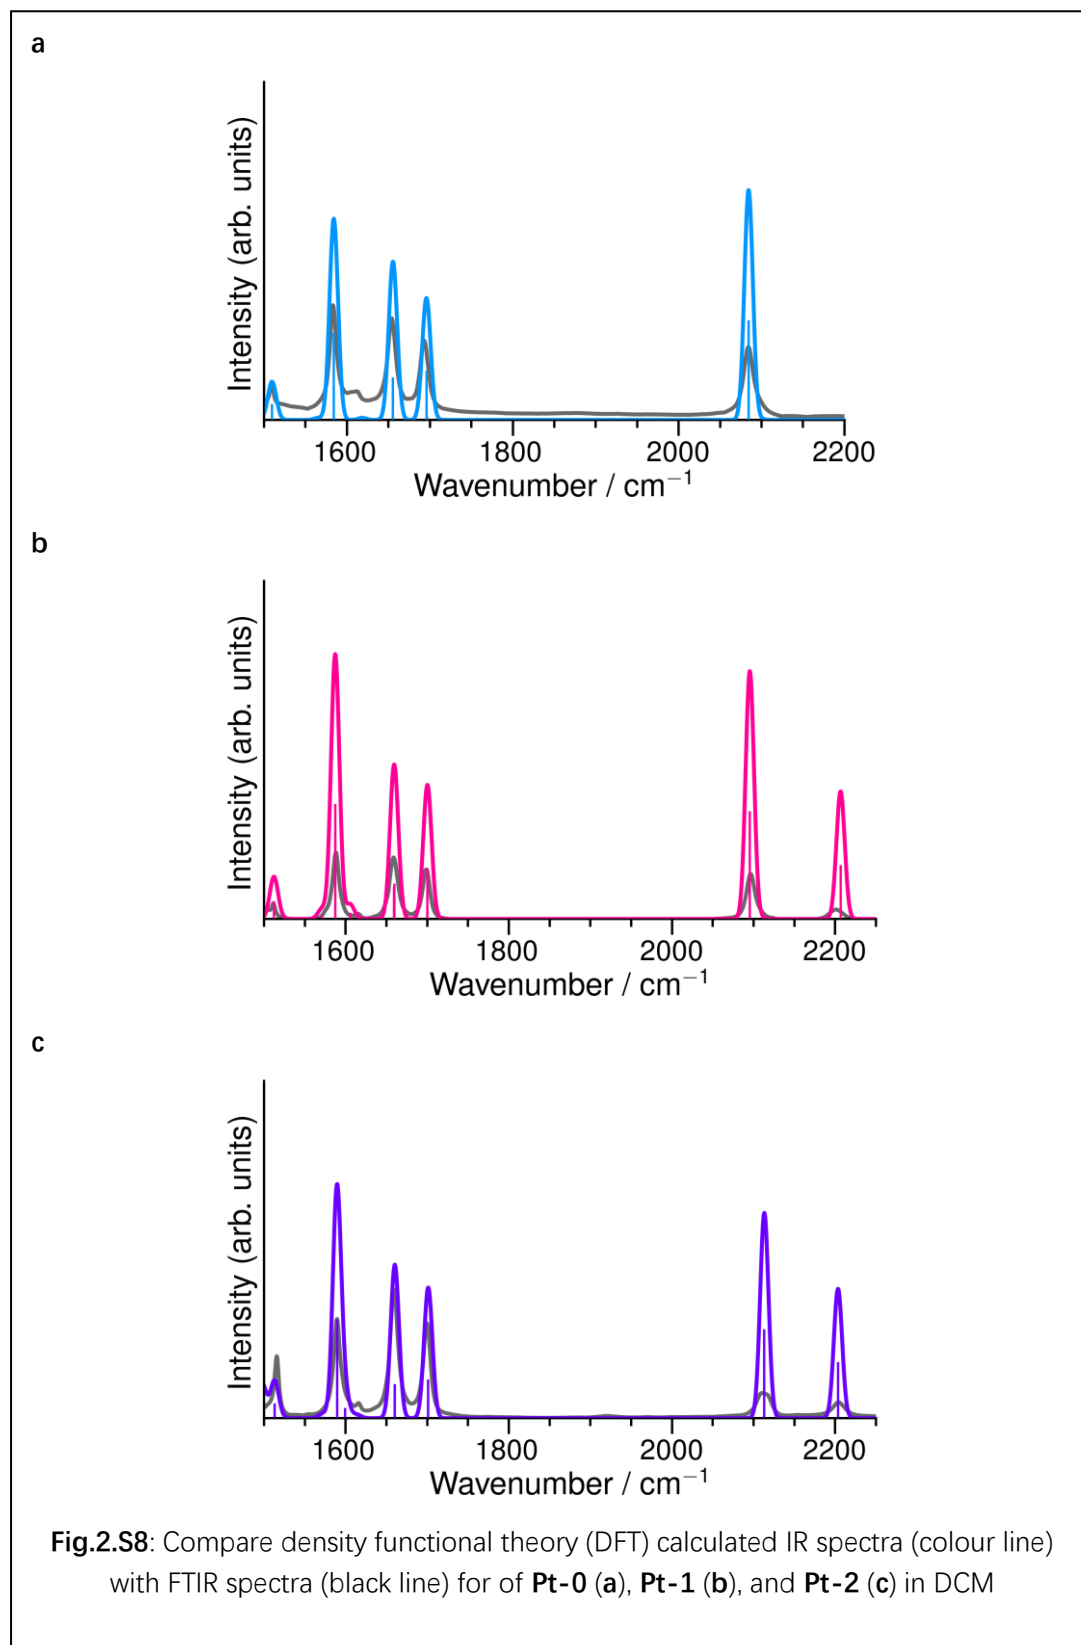 a
Intensity (arb. units)
1600 1800 2000 2200
Wavenumber / cm⁻¹
b
Intensity (arb. units)
1600 1800 2000 2200
Wavenumber / cm⁻¹
c
Intensity (arb. units)
1600 1800 2000 2200
Wavenumber / cm⁻¹
Fig.2.S8: Compare density functional theory (DFT) calculated IR spectra (colour line)
with FTIR spectra (black line) for of Pt-0 (a), Pt-1 (b), and Pt-2 (c) in DCM